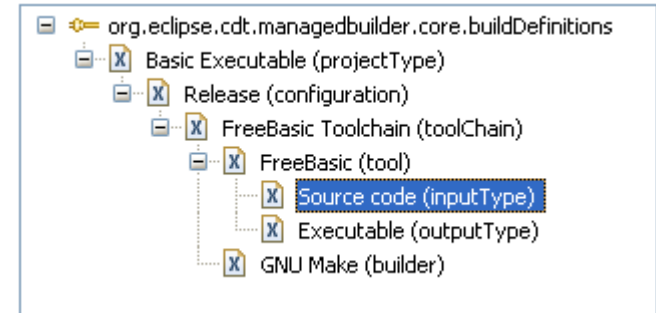 org.eclipse.cdt.managedbuilder.core.buildDefinitions
Basic Executable (projectType)
Release (configuration)
FreeBasic Toolchain (toolChain)
FreeBasic (tool)
Source code (inputType)
Executable (outputType)
GNU Make (builder)